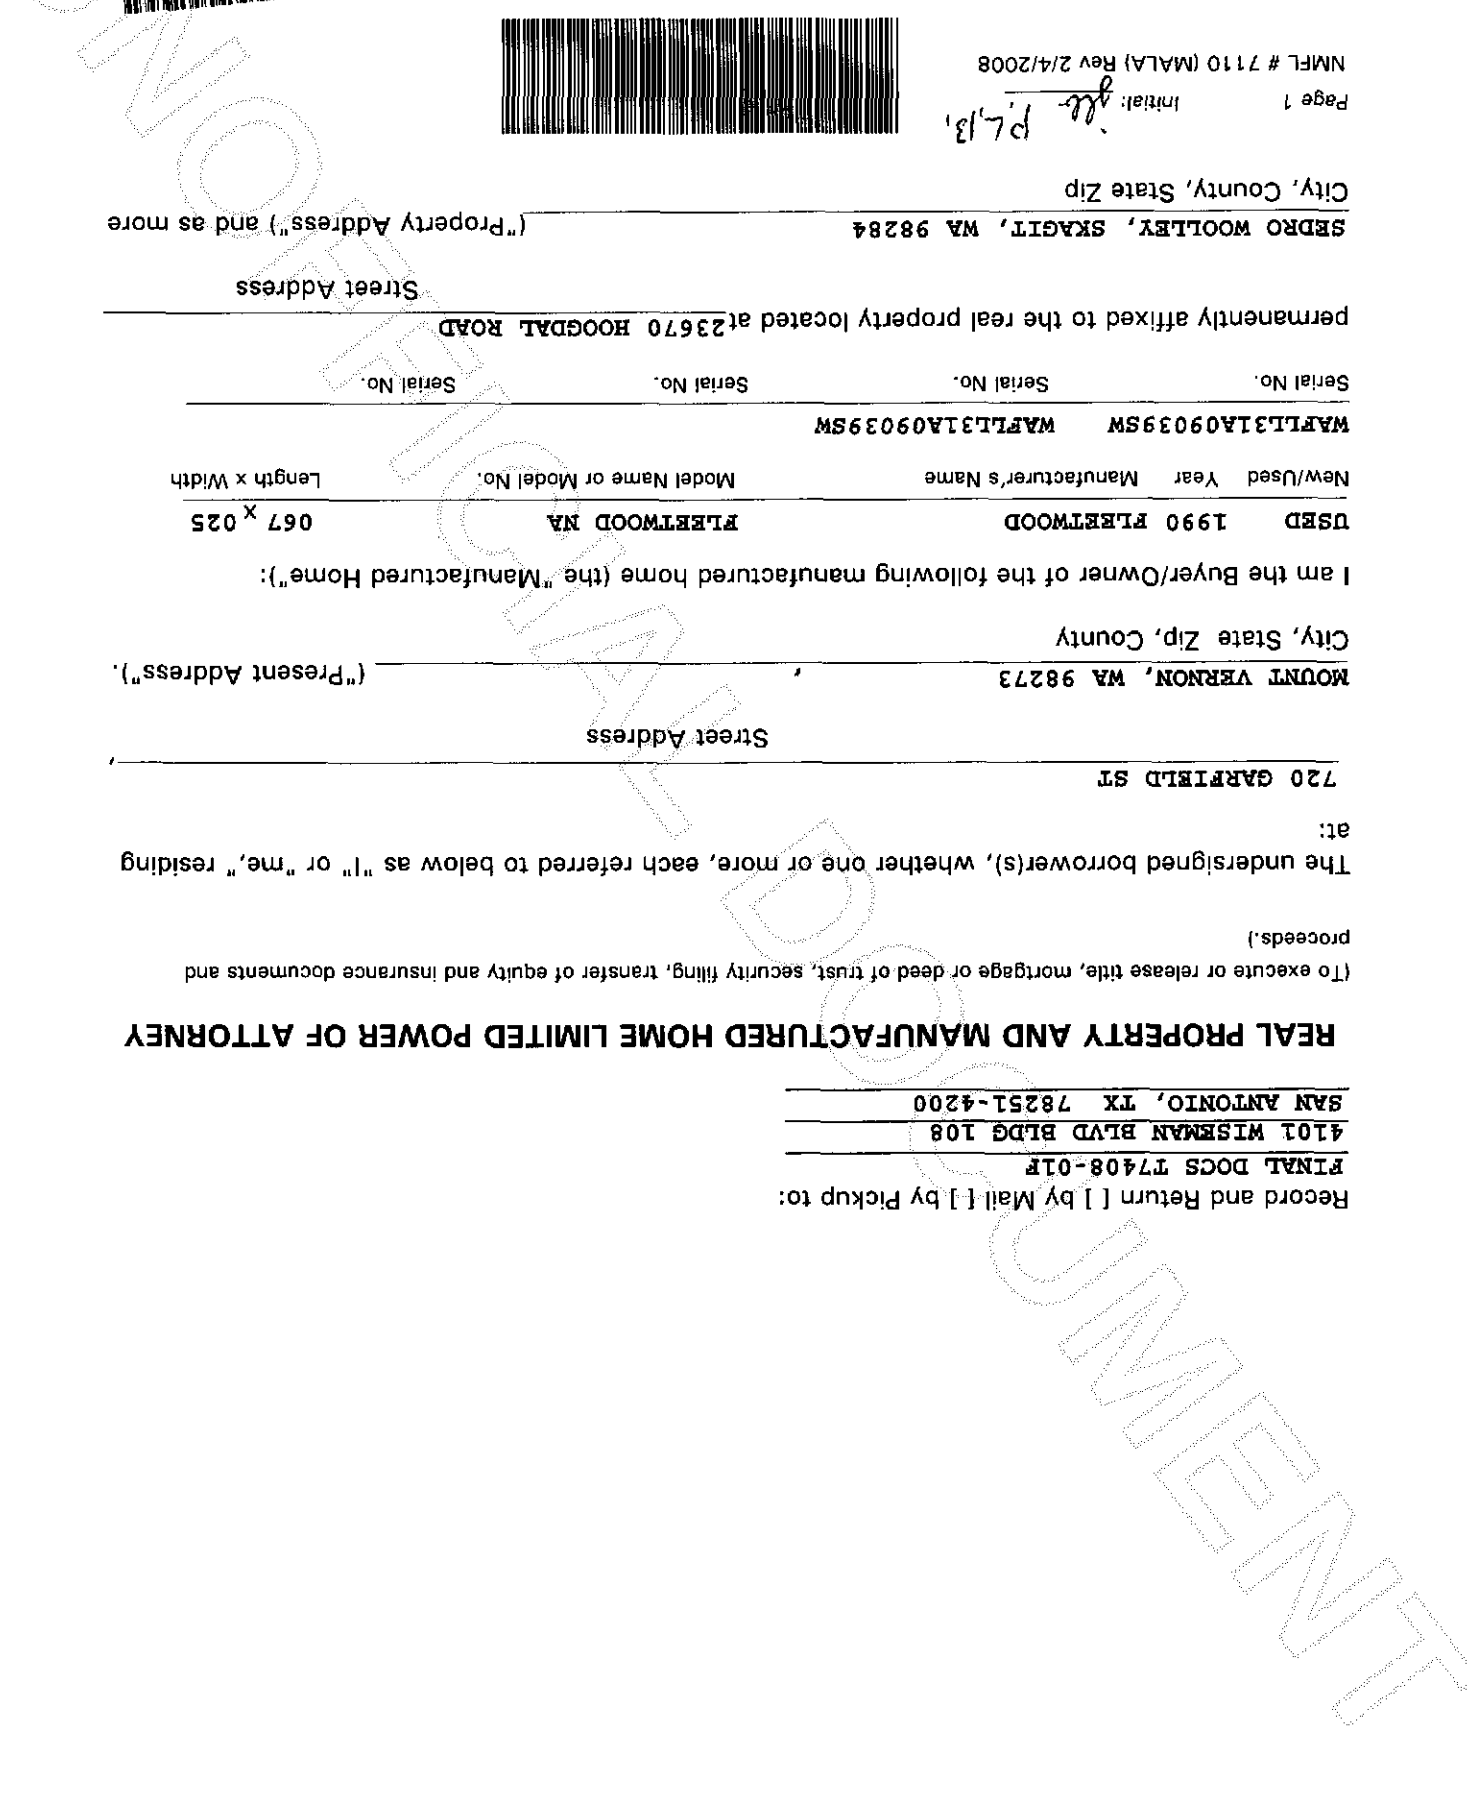 Record and Return [ ] by Mail [ ] by Pickup to:
FINAL DOCS T7408-01F
4101 WISEMAN BLVD BLDG 108
SAN ANTONIO, TX 78251-4200
REAL PROPERTY AND MANUFACTURED HOME LIMITED POWER OF ATTORNEY
(To execute or release title, mortgage or deed of trust, security filing, transfer of equity and insurance documents and
proceeds.)
The undersigned borrower(s), whether one or more, each referred to below as "I" or "me," residing
at:
720 GARFIELD ST ,
Street Address
MOUNT VERNON, WA 98273 , ("Present Address").
City, State Zip, County
I am the Buyer/Owner of the following manufactured home (the "Manufactured Home"):
USED 1990 FLEETWOOD FLEETWOOD NA 067 x 025
New/Used Year Manufacturer's Name Model Name or Model No. Length x Width
WAFLL31A09039SW WAFLL31A09039SW
Serial No. Serial No. Serial No. Serial No.
permanently affixed to the real property located at 23670 HOOGDAL ROAD
Street Address
SEDRO WOOLLEY, SKAGIT, WA 98284 ("Property Address") and as more
City, County, State Zip
Page 1 Initial:
NMFL # 7110 (MALA) Rev 2/4/2008
UNOFFICIAL DOCUMENT